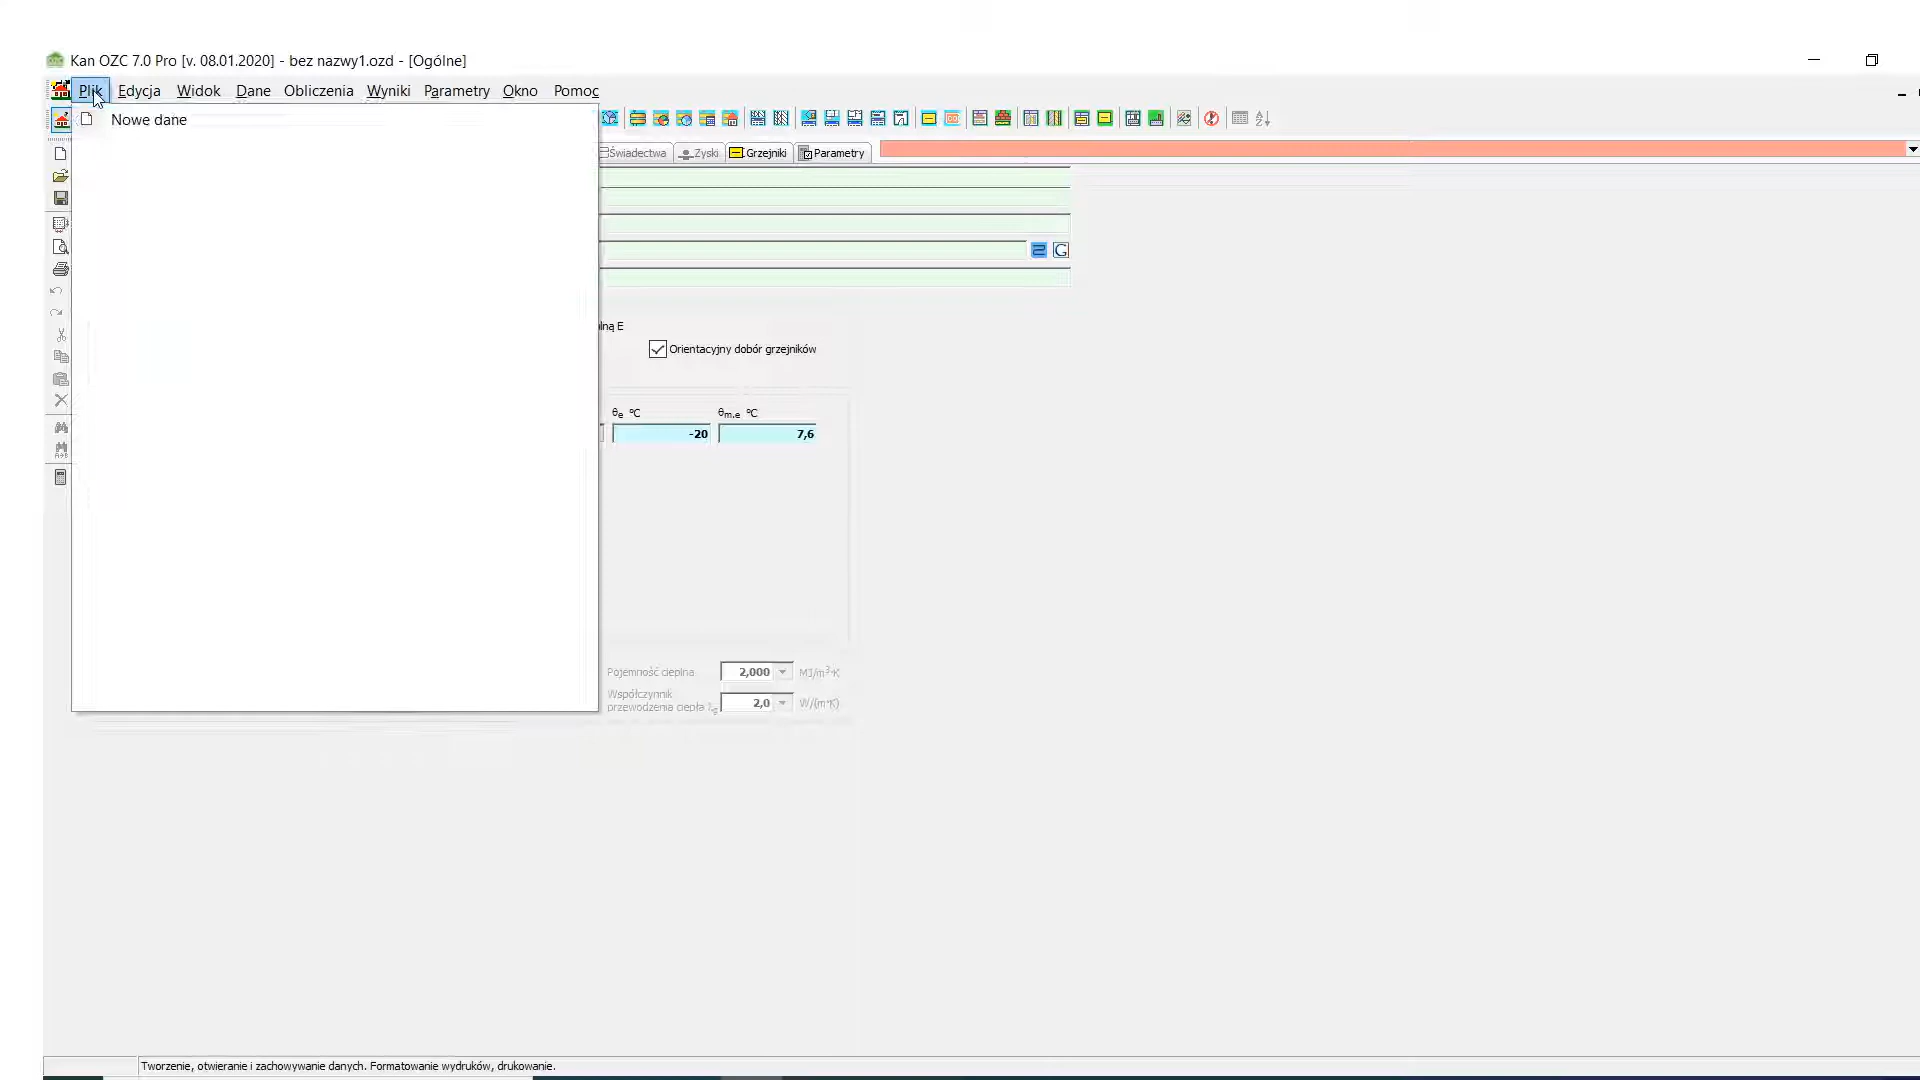 Kan OZC 7.0 Pro [v. 08.01.2020] - bez nazwy1.ozd - [Ogólne]
Plik Edycja Widok Dane Obliczenia Wyniki Parametry Okno Pomoc
Nowe dane
Świadectwa Zyski Grzejniki Parametry
G
lną E
Orientacyjny dobór grzejników
θe °C θm,e °C
-20 7,6
Pojemność cieplna 2,000 MJ/m³·K
Współczynnik
przewodzenia ciepła λg 2,0 W/(m·K)
Tworzenie, otwieranie i zachowywanie danych. Formatowanie wydruków, drukowanie.